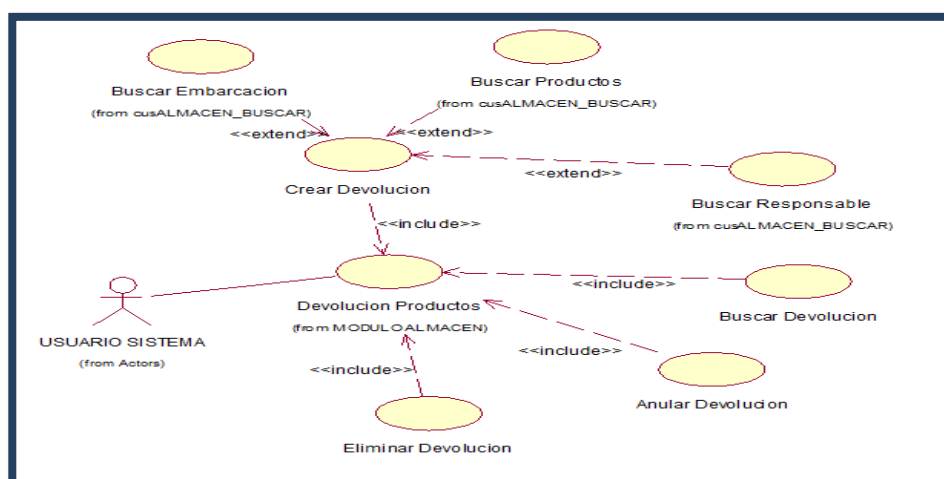 Buscar Embarcacion
(from cusALMACEN_BUSCAR)
Buscar Productos
(from cusALMACEN_BUSCAR)
<<extend>>
<<extend>>
<<extend>>
Crear Devolucion
Buscar Responsable
(from cusALMACEN_BUSCAR)
<<include>>
Devolucion Productos
(from MODULOALMACEN)
<<include>>
Buscar Devolucion
USUARIO SISTEMA
(from Actors)
<<include>>
<<include>>
Anular Devolucion
Eliminar Devolucion